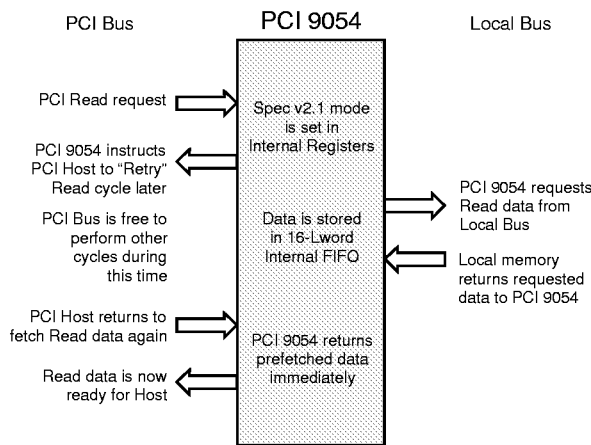 PCI Bus
PCI 9054
Local Bus
PCI Read request
Spec v2.1 mode
is set in
Internal Registers
PCI 9054 instructs
PCI Host to “Retry”
Read cycle later
PCI 9054 requests
Read data from
Local Bus
PCI Bus is free to
perform other
cycles during
this time
Data is stored
in 16-Lword
Internal FIFO
Local memory
returns requested
data to PCI 9054
PCI Host returns to
fetch Read data again
PCI 9054 returns
prefetched data
immediately
Read data is now
ready for Host